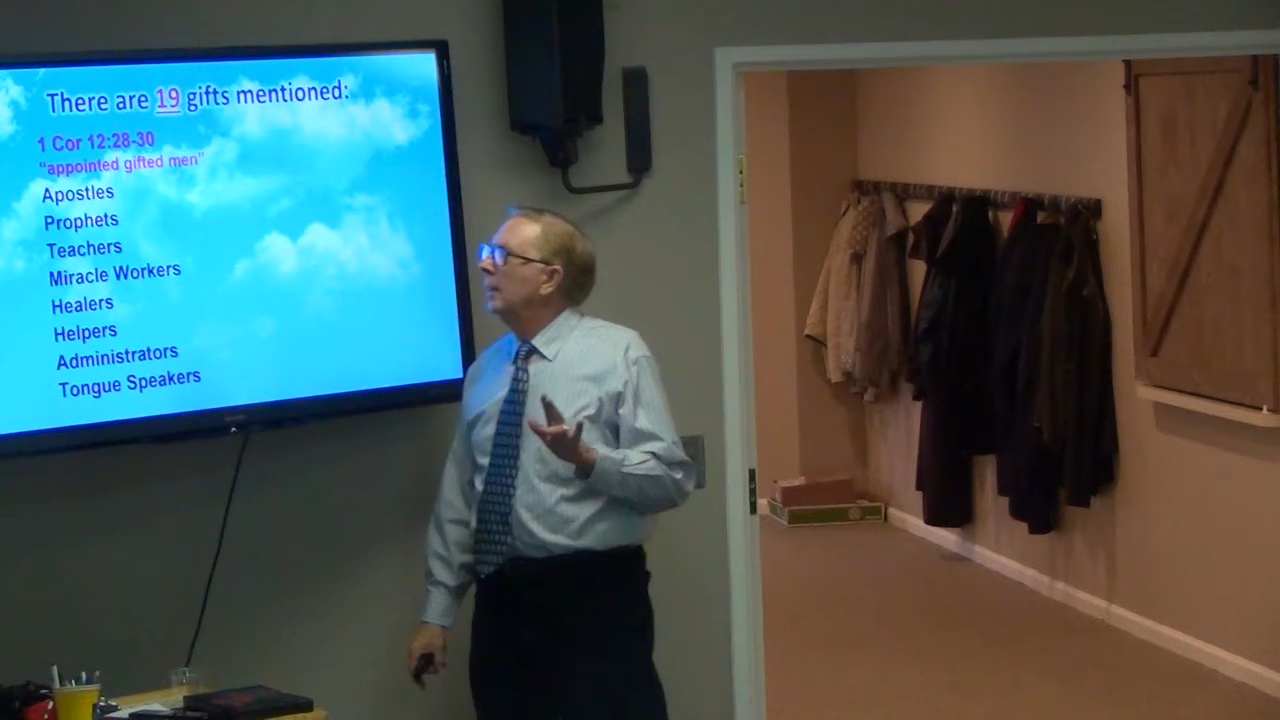 There are 19 gifts mentioned:
1 Cor 12:28-30
"appointed gifted men"
Apostles
Prophets
Teachers
Miracle Workers
Healers
Helpers
Administrators
Tongue Speakers